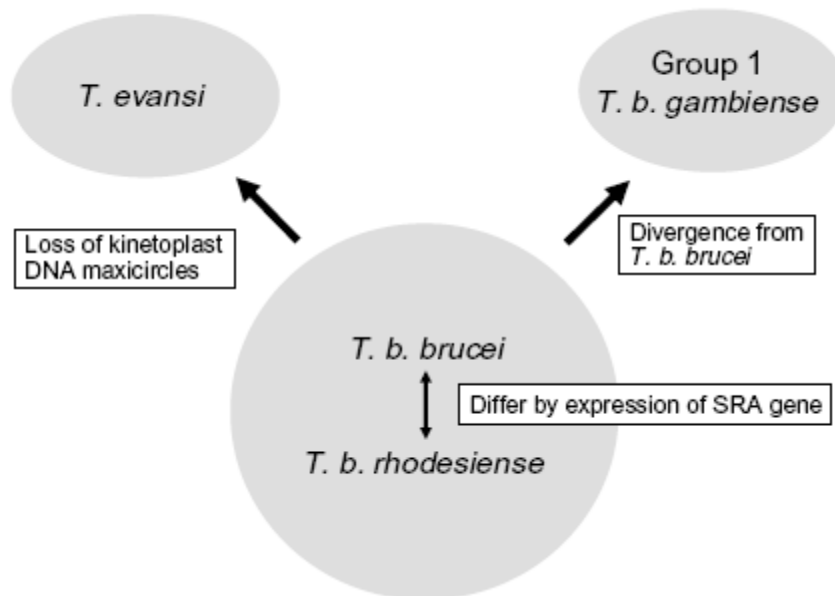 T. evansi
Group 1
T. b. gambiense
Loss of kinetoplast
DNA maxicircles
Divergence from
T. b. brucei
T. b. brucei
Differ by expression of SRA gene
T. b. rhodesiense